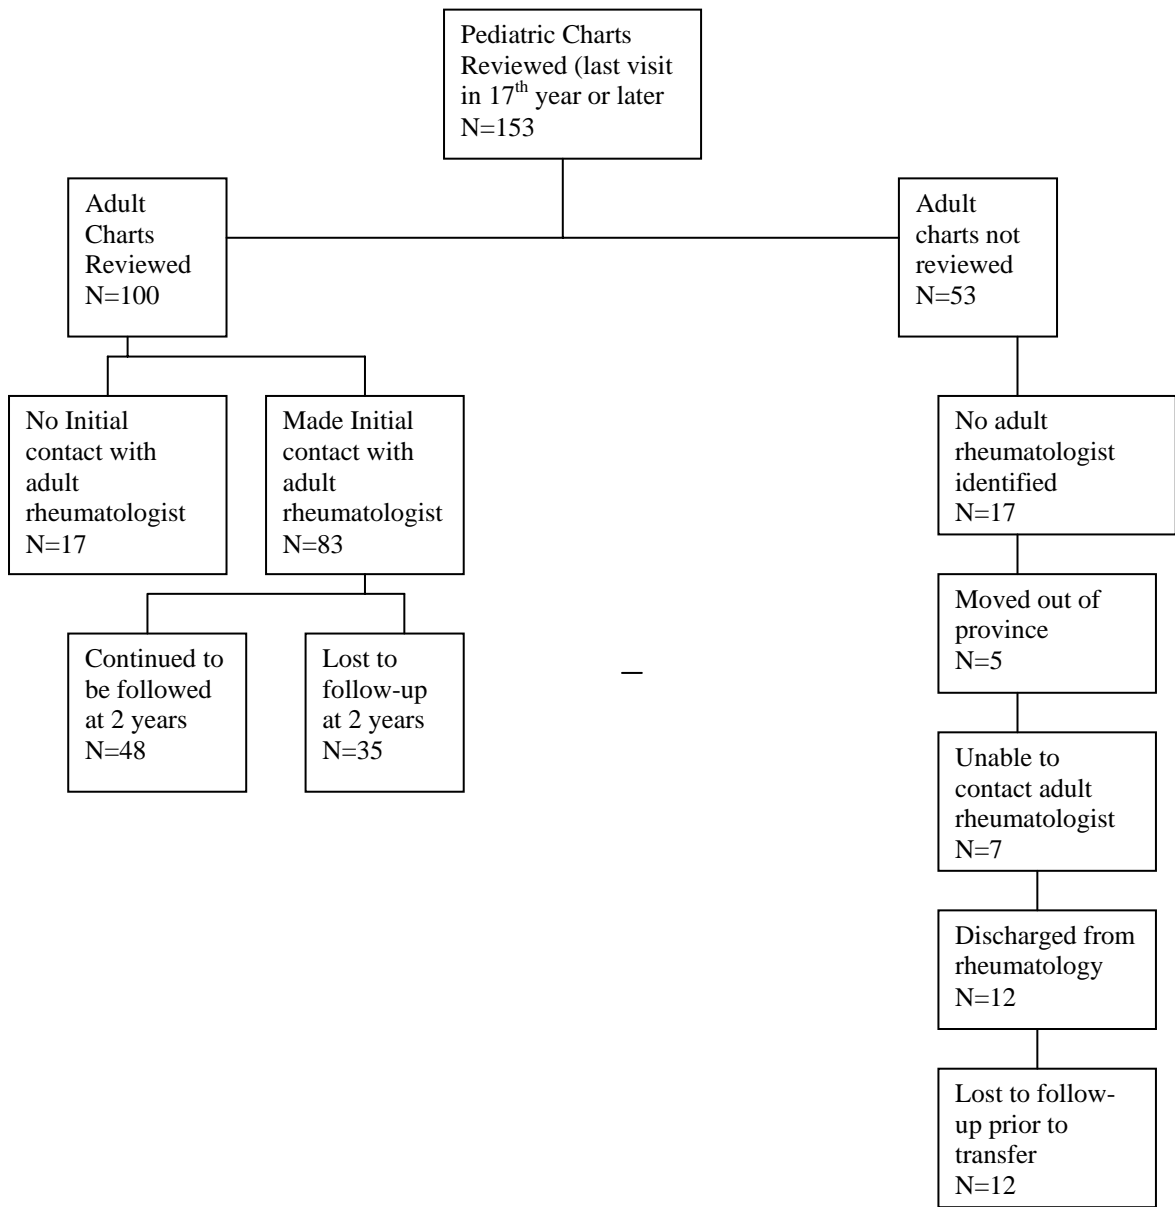 Pediatric Charts
Reviewed (last visit
in 17th year or later
N=153
Adult
Charts
Reviewed
N=100
Adult
charts not
reviewed
N=53
No Initial
contact with
adult
rheumatologist
N=17
Made Initial
contact with
adult
rheumatologist
N=83
No adult
rheumatologist
identified
N=17
Continued to
be followed
at 2 years
N=48
Lost to
follow-up
at 2 years
N=35
Moved out of
province
N=5
Unable to
contact adult
rheumatologist
N=7
Discharged from
rheumatology
N=12
Lost to follow-
up prior to
transfer
N=12